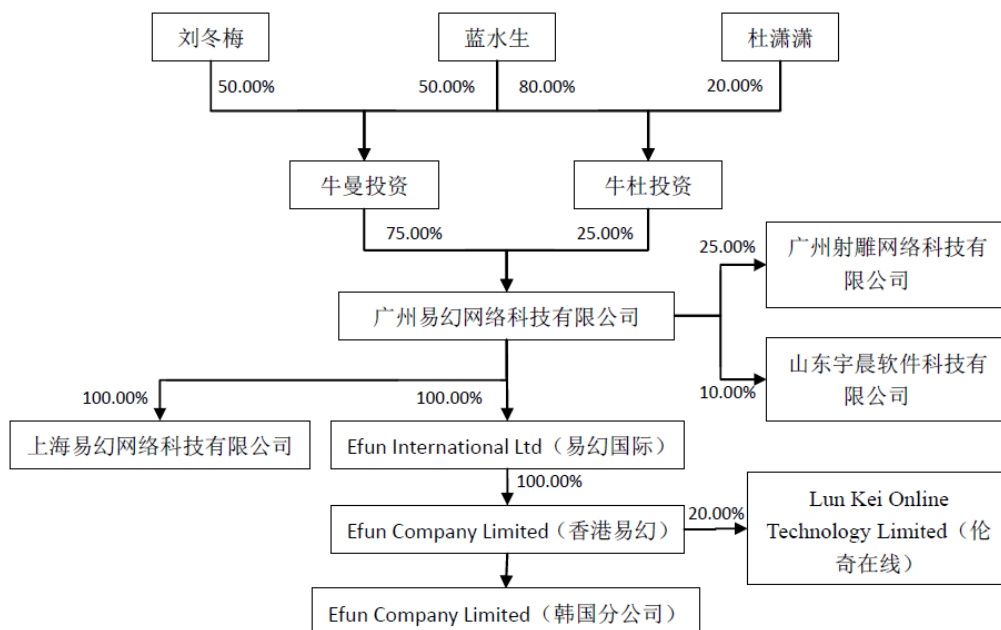 刘冬梅
蓝水生
杜潇潇
50.00%
50.00%
80.00%
20.00%
牛曼投资
牛杜投资
75.00%
25.00%
25.00%
广州射雕网络科技有
限公司
广州易幻网络科技有限公司
山东宇晨软件科技有
限公司
10.00%
100.00%
100.00%
上海易幻网络科技有限公司
Efun International Ltd（易幻国际）
100.00%
Efun Company Limited（香港易幻）
20.00%
Lun Kei Online
Technology Limited（伦
奇在线）
Efun Company Limited（韩国分公司）